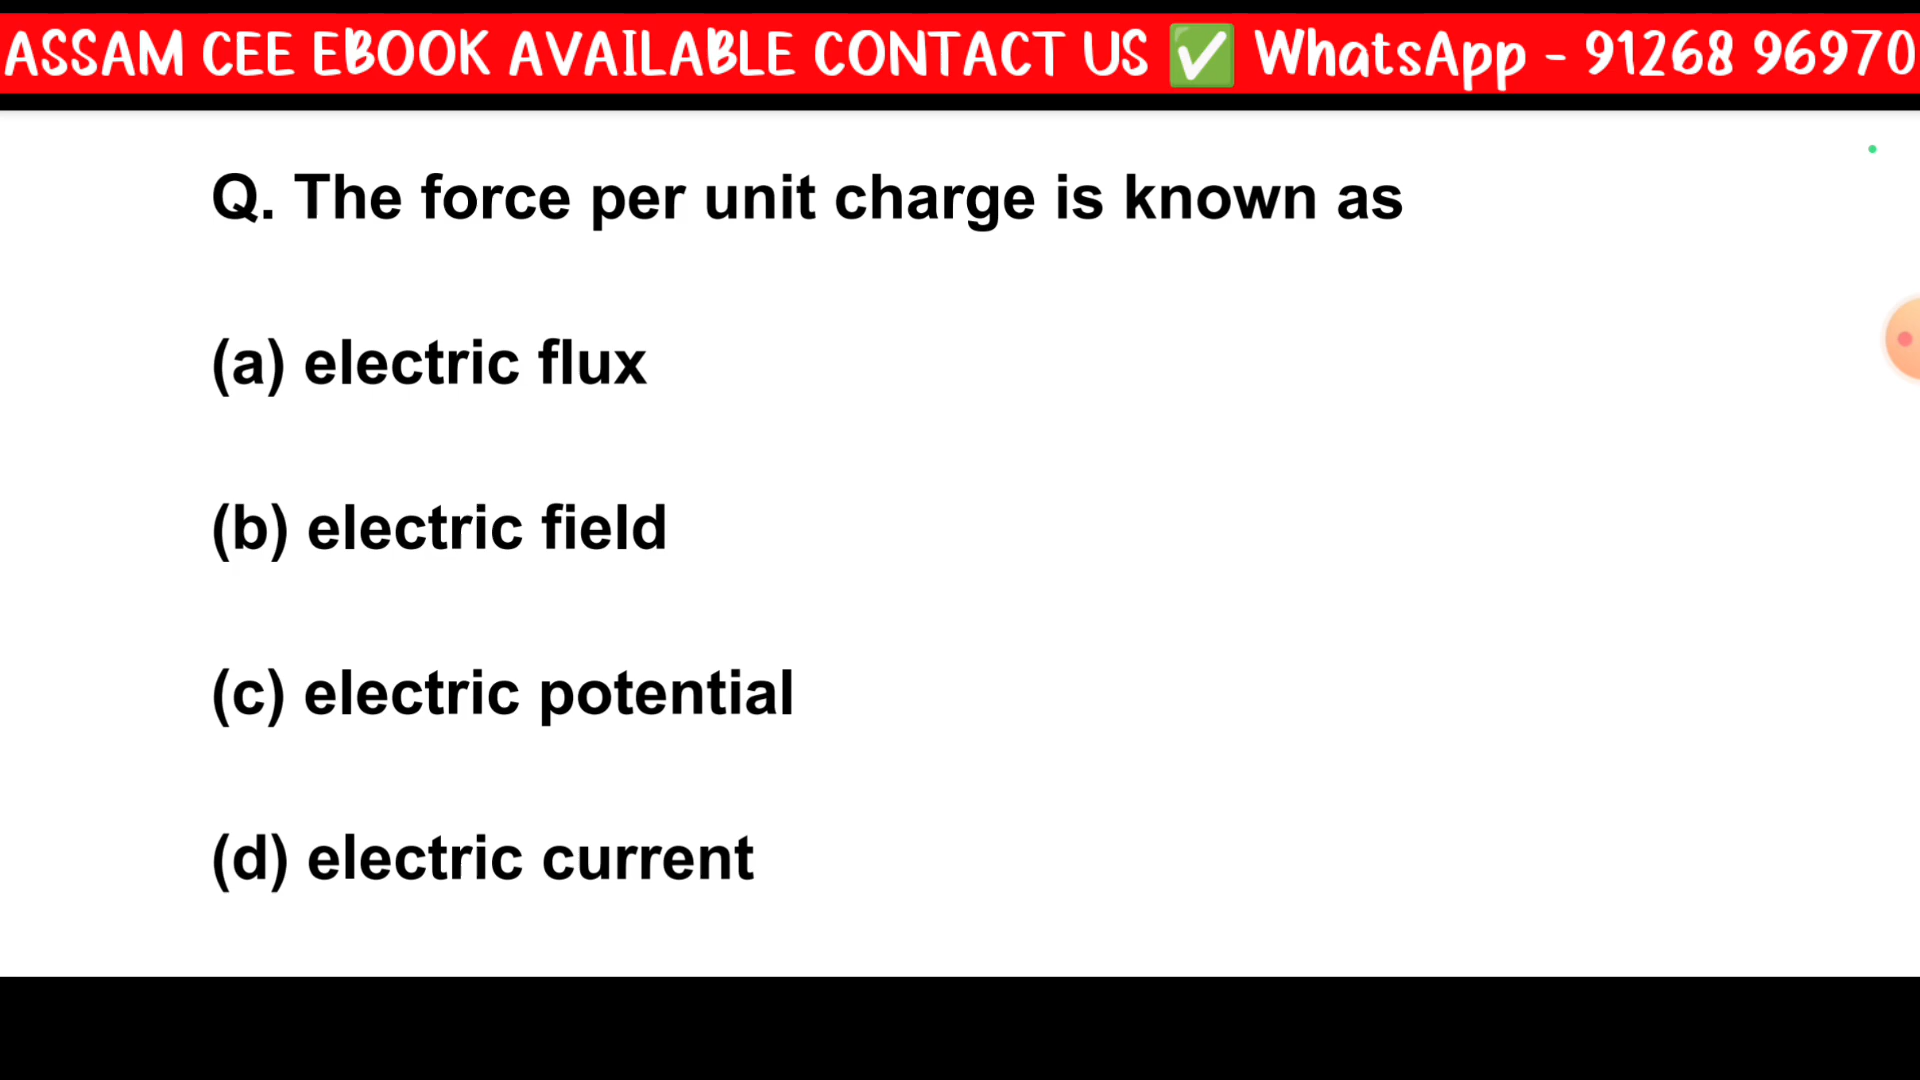 ASSAM CEE EBOOK AVAILABLE CONTACT US ✅ WhatsApp - 91268 96970
Q. The force per unit charge is known as
(a) electric flux
(b) electric field
(c) electric potential
(d) electric current